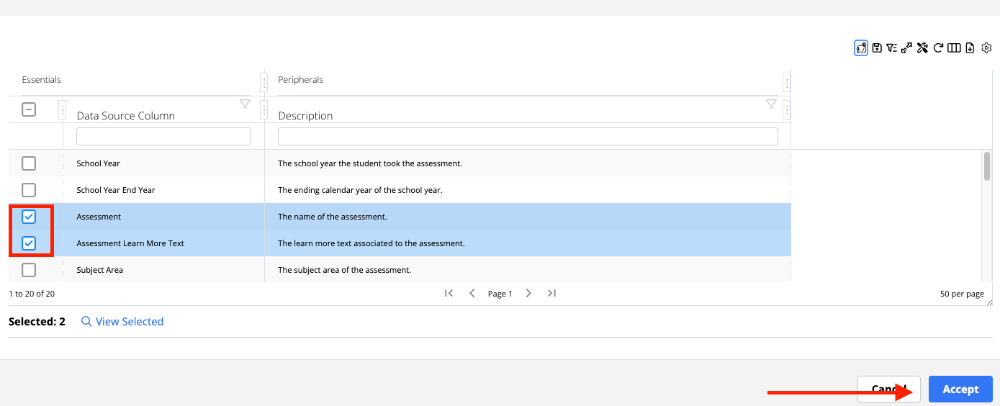 Essentials
Peripherals
Data Source Column
Description
School Year
The school year the student took the assessment.
School Year End Year
The ending calendar year of the school year.
Assessment
The name of the assessment.
Assessment Learn More Text
The learn more text associated to the assessment.
Subject Area
The subject area of the assessment.
1 to 20 of 20
Page 1
50 per page
Selected: 2
View Selected
Cancel
Accept